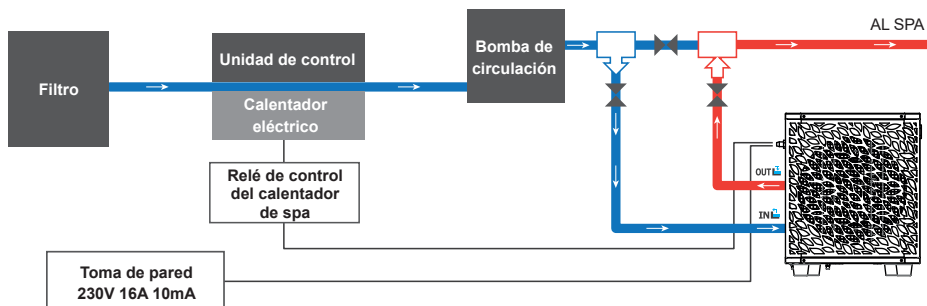 AL SPA
Filtro
Unidad de control
Calentador
eléctrico
Bomba de
circulación
Relé de control
del calentador
de spa
OUT
IN
Toma de pared
230V 16A 10mA